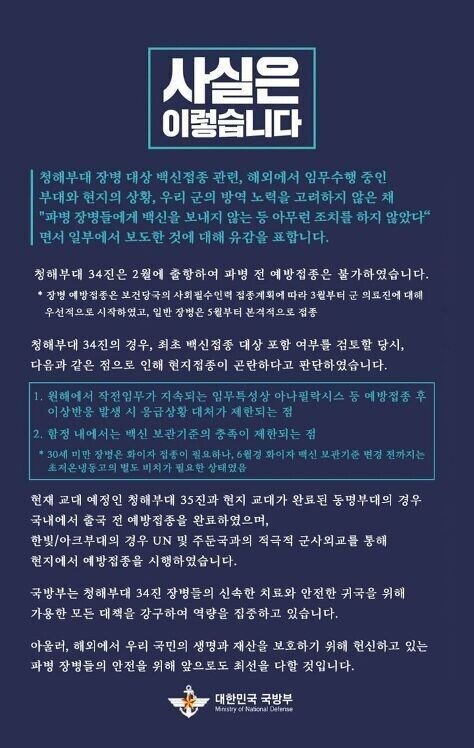 사실은
이렇습니다
청해부대 장병 대상 백신접종 관련, 해외에서 임무수행 중인
부대와 현지의 상황, 우리 군의 방역 노력을 고려하지 않은 채
"파병 장병들에게 백신을 보내지 않는 등 아무런 조치를 하지 않았다“
면서 일부에서 보도한 것에 대해 유감을 표합니다.
청해부대 34진은 2월에 출항하여 파병 전 예방접종은 불가하였습니다.
* 장병 예방접종은 보건당국의 사회필수인력 접종계획에 따라 3월부터 군 의료진에 대해
우선적으로 시작하였고, 일반 장병은 5월부터 본격적으로 접종
청해부대 34진의 경우, 최초 백신접종 대상 포함 여부를 검토할 당시,
다음과 같은 점으로 인해 현지접종이 곤란하다고 판단하였습니다.
1. 원해에서 작전임무가 지속되는 임무특성상 아나필락시스 등 예방접종 후
이상반응 발생 시 응급상황 대처가 제한되는 점
2. 함정 내에서는 백신 보관기준의 충족이 제한되는 점
* 30세 미만 장병은 화이자 접종이 필요하나, 6월경 화이자 백신 보관기준 변경 전까지는
초저온냉동고의 별도 비치가 필요한 상태였음
현재 교대 예정인 청해부대 35진과 현지 교대가 완료된 동명부대의 경우
국내에서 출국 전 예방접종을 완료하였으며,
한빛/아크부대의 경우 UN 및 주둔국과의 적극적 군사외교를 통해
현지에서 예방접종을 시행하였습니다.
국방부는 청해부대 34진 장병들의 신속한 치료와 안전한 귀국을 위해
가용한 모든 대책을 강구하여 역량을 집중하고 있습니다.
아울러, 해외에서 우리 국민의 생명과 재산을 보호하기 위해 헌신하고 있는
파병 장병들의 안전을 위해 앞으로도 최선을 다할 것입니다.
대한민국 국방부
Ministry of National Defense